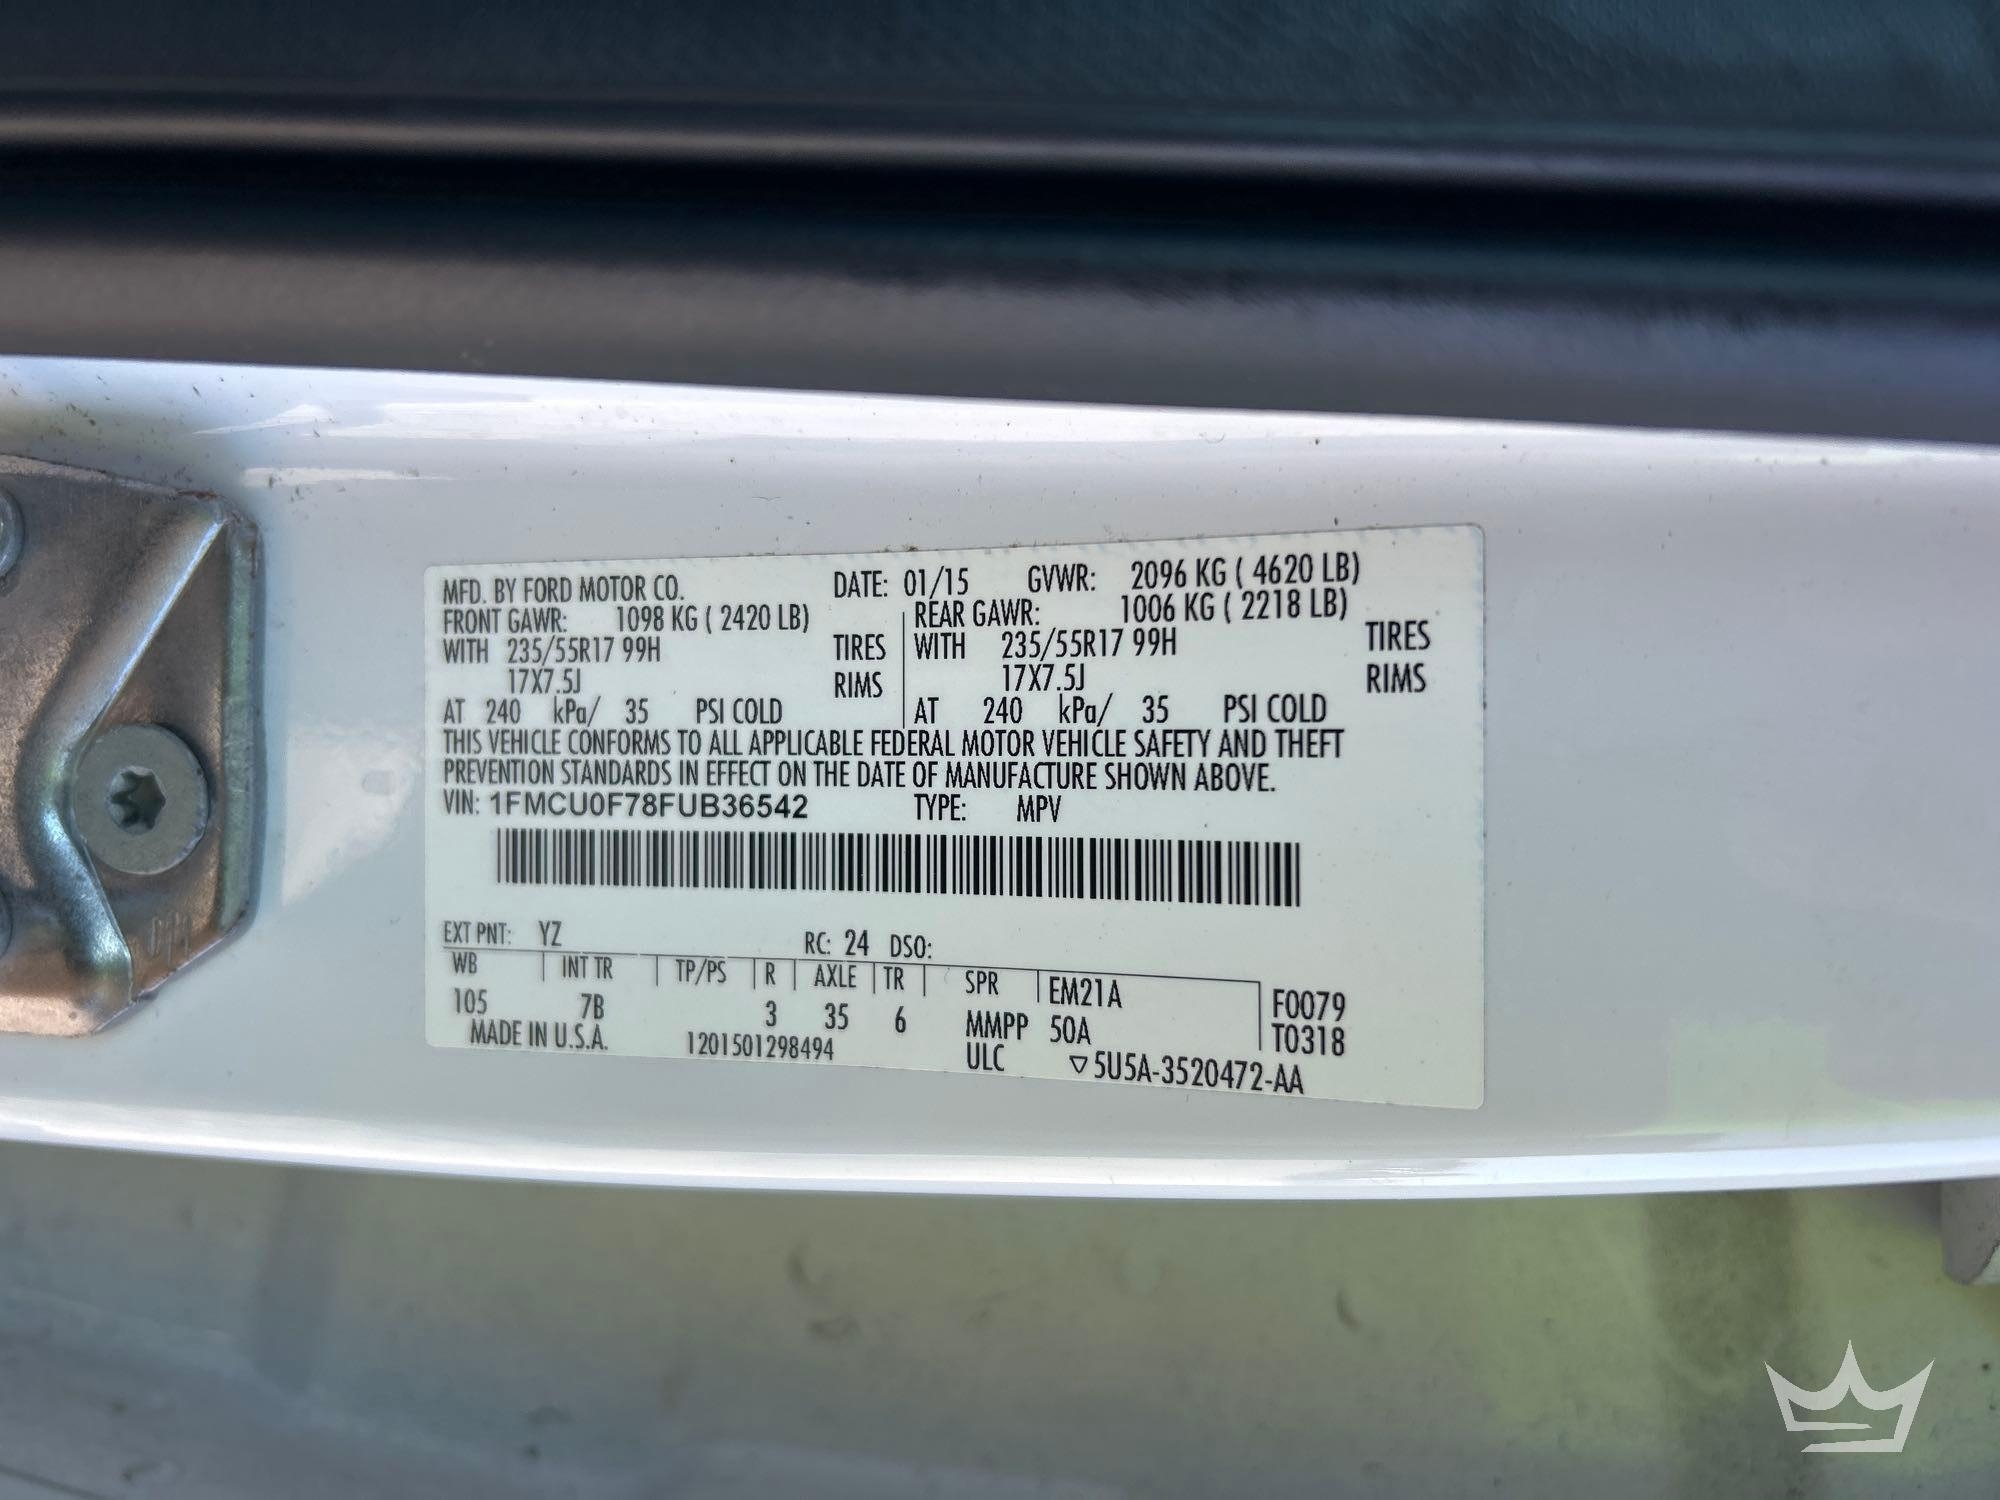 MFD. BY FORD MOTOR CO. DATE: 01/15 GVWR: 2096 KG ( 4620 LB)
FRONT GAWR: 1098 KG ( 2420 LB) REAR GAWR: 1006 KG ( 2218 LB)
WITH 235/55R17 99H TIRES WITH 235/55R17 99H TIRES
17X7.5J RIMS 17X7.5J RIMS
AT 240 kPa/ 35 PSI COLD AT 240 kPa/ 35 PSI COLD
THIS VEHICLE CONFORMS TO ALL APPLICABLE FEDERAL MOTOR VEHICLE SAFETY AND THEFT
PREVENTION STANDARDS IN EFFECT ON THE DATE OF MANUFACTURE SHOWN ABOVE.
VIN: 1FMCU0F78FUB36542 TYPE: MPV
EXT PNT: YZ RC: 24 DSO:
WB INT TR TP/PS R AXLE TR SPR EM21A F0079
105 7B 3 35 6 MMPP 50A T0318
MADE IN U.S.A. 1201501298494 ULC ▽5U5A-3520472-AA